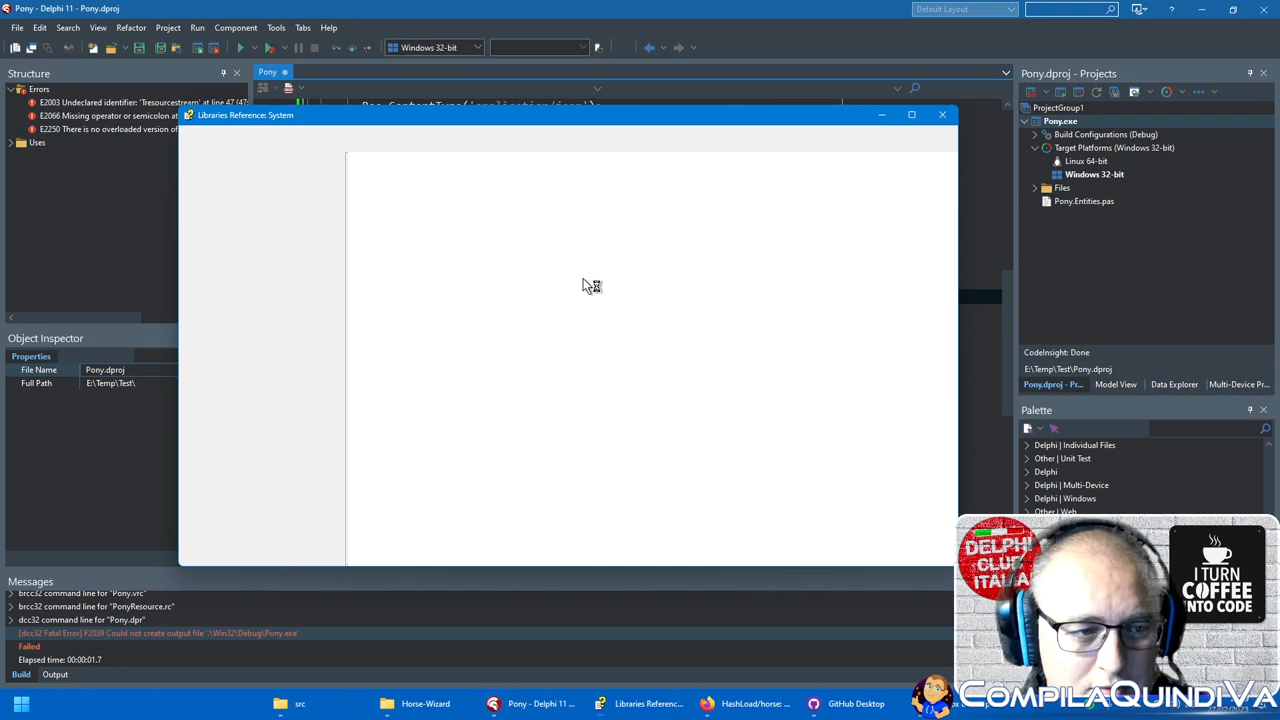 Pony - Delphi 11 - Pony.dproj
Default Layout
File Edit Search View Refactor Project Run Component Tools Tabs Help
Windows 32-bit
Structure
Pony
Pony.dproj - Projects
Errors
E2003 Undeclared identifier: 'Tesourcestream' at line 47 (47:
E2066 Missing operator or semicolon at
E2250 There is no overloaded version of
Uses
Libraries Reference: System
ProjectGroup1
Pony.exe
Build Configurations (Debug)
Target Platforms (Windows 32-bit)
Linux 64-bit
Windows 32-bit
Files
Pony.Entities.pas
Object Inspector
Properties
File Name Pony.dproj
Full Path E:\Temp\Test\
CodeInsight: Done
E:\Temp\Test\Pony.dproj
Pony.dproj - Pr... Model View Data Explorer Multi-Device Pr...
Palette
Delphi | Individual Files
Other | Unit Test
Delphi
Delphi | Multi-Device
Delphi | Windows
Other | Web
Messages
brcc32 command line for "Pony.vrc"
brcc32 command line for "PonyResource.rc"
dcc32 command line for "Pony.dpr"
[dcc32 Fatal Error] F2039 Could not create output file '.\Win32\Debug\Pony.exe'
Failed
Elapsed time: 00:00:01.7
Build Output
DELPHI
CLUB
ITALIA
I TURN
COFFEE
INTO CODE
src
Horse-Wizard
Pony - Delphi 11 ...
Libraries Referenc...
HashLoad/horse: ...
GitHub Desktop
COMPILAQUINDIVA